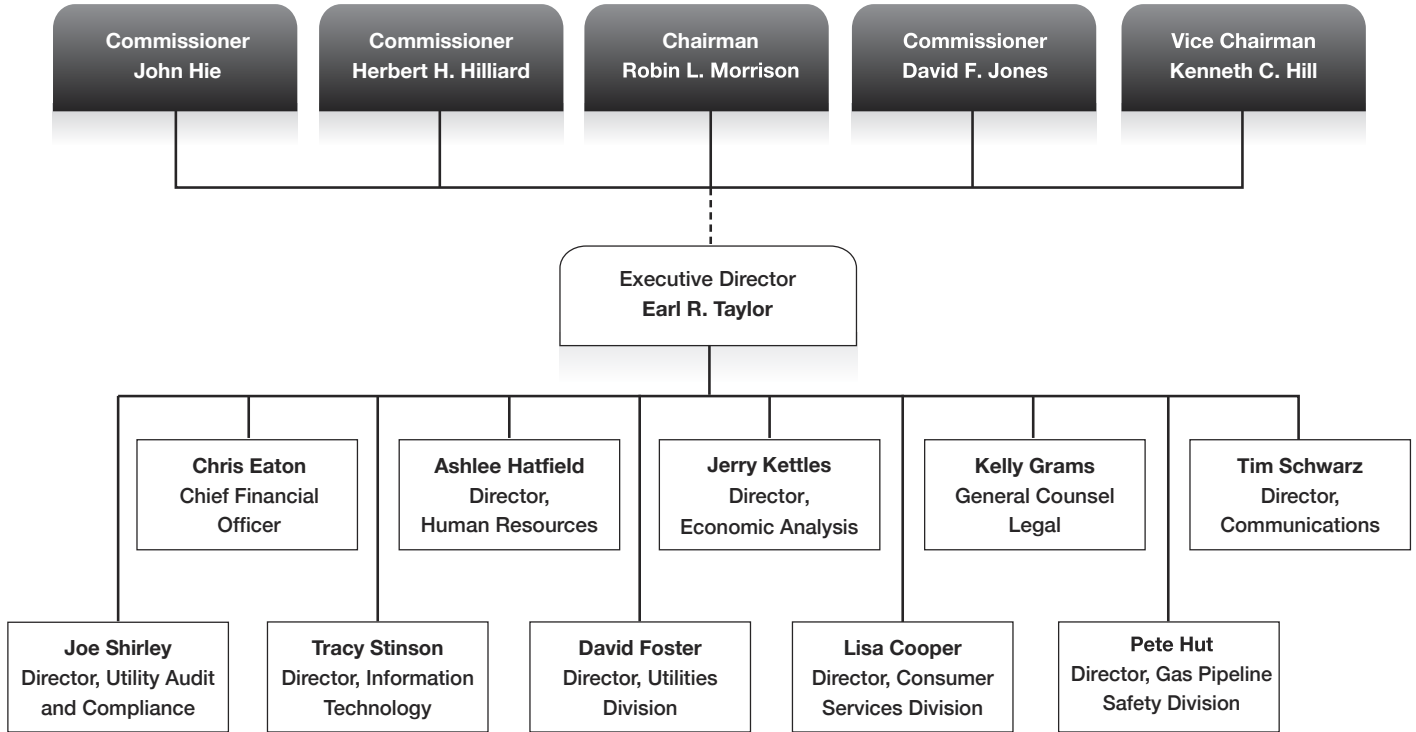 Commissioner
John Hie
Commissioner
Herbert H. Hilliard
Chairman
Robin L. Morrison
Commissioner
David F. Jones
Vice Chairman
Kenneth C. Hill
Executive Director
Earl R. Taylor
Chris Eaton
Chief Financial
Officer
Ashlee Hatfield
Director,
Human Resources
Jerry Kettles
Director,
Economic Analysis
Kelly Grams
General Counsel
Legal
Tim Schwarz
Director,
Communications
Joe Shirley
Director, Utility Audit
and Compliance
Tracy Stinson
Director, Information
Technology
David Foster
Director, Utilities
Division
Lisa Cooper
Director, Consumer
Services Division
Pete Hut
Director, Gas Pipeline
Safety Division